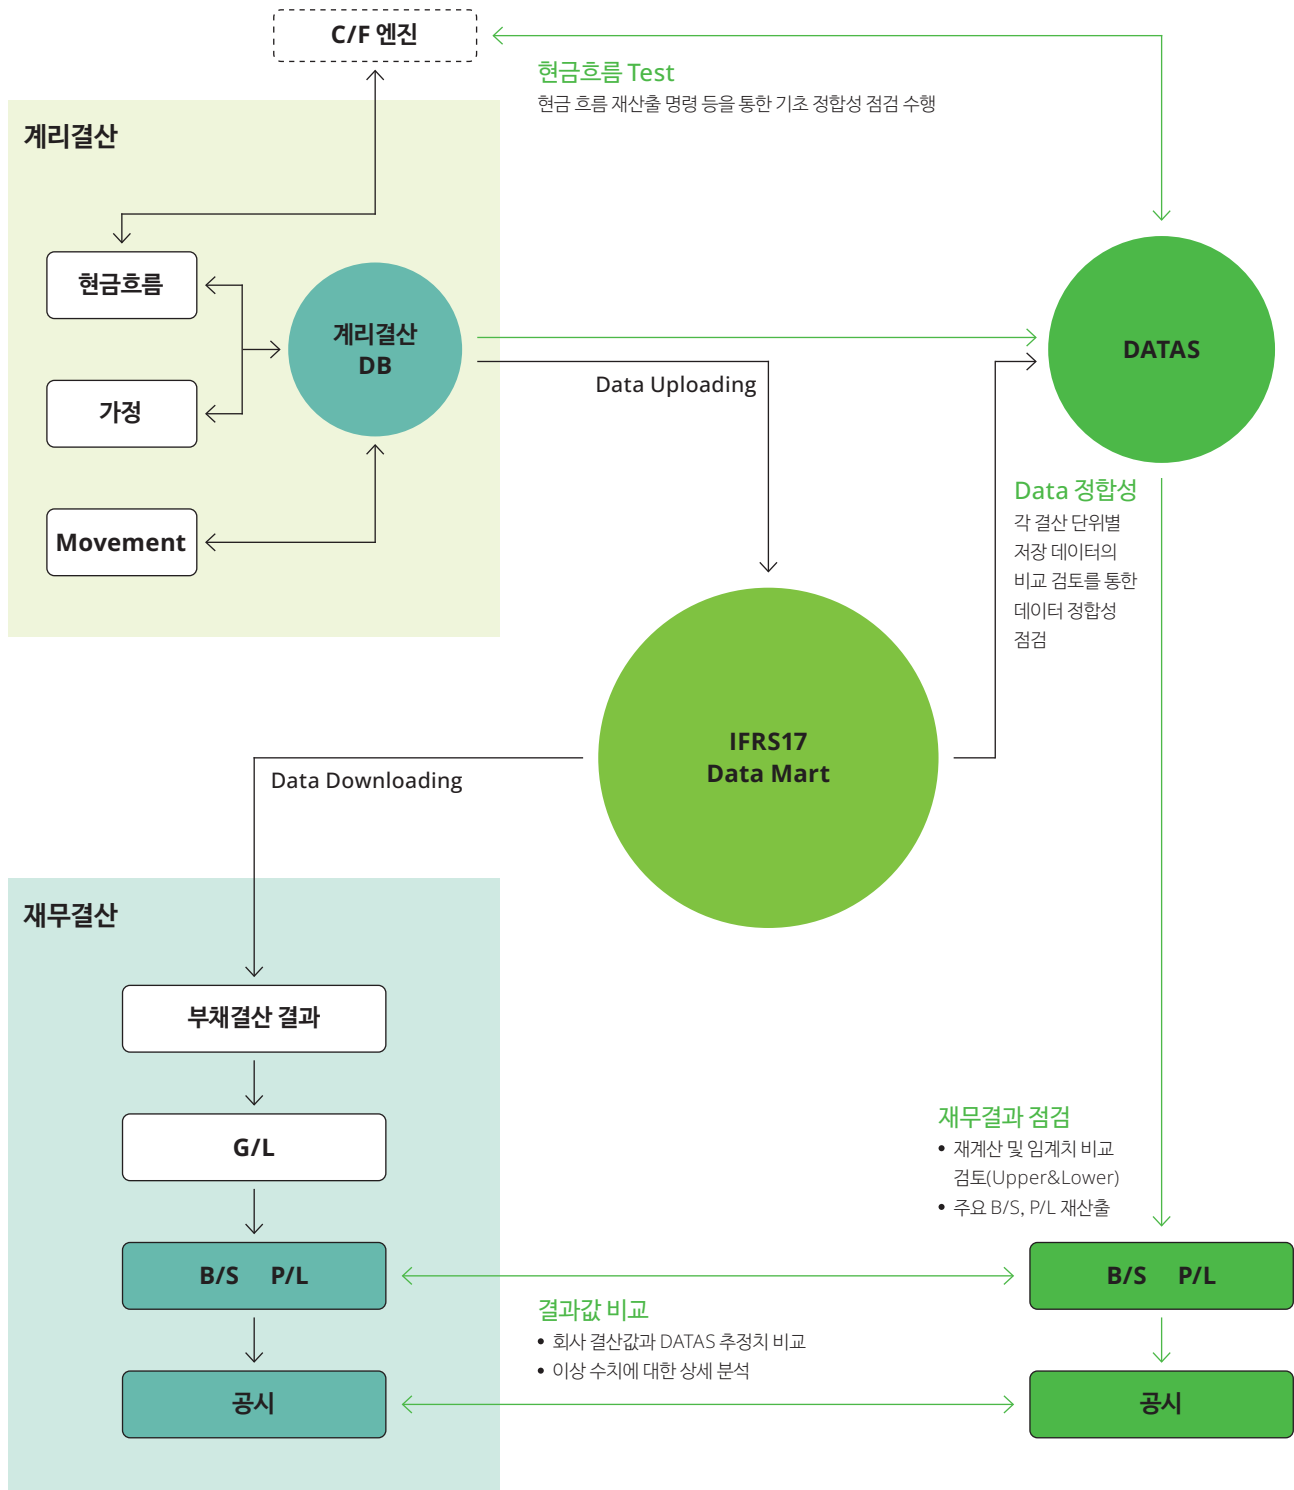 C/F 엔진
현금흐름 Test
현금 흐름 재산출 명령 등을 통한 기초 정합성 점검 수행
계리결산
현금흐름
가정
Movement
계리결산
DB
Data Uploading
DATAS
Data 정합성
각 결산 단위별
저장 데이터의
비교 검토를 통한
데이터 정합성
점검
IFRS17
Data Mart
Data Downloading
재무결산
부채결산 결과
G/L
B/S P/L
공시
재무결과 점검
• 재계산 및 임계치 비교
검토(Upper&Lower)
• 주요 B/S, P/L 재산출
결과값 비교
• 회사 결산값과 DATAS 추정치 비교
• 이상 수치에 대한 상세 분석
B/S P/L
공시